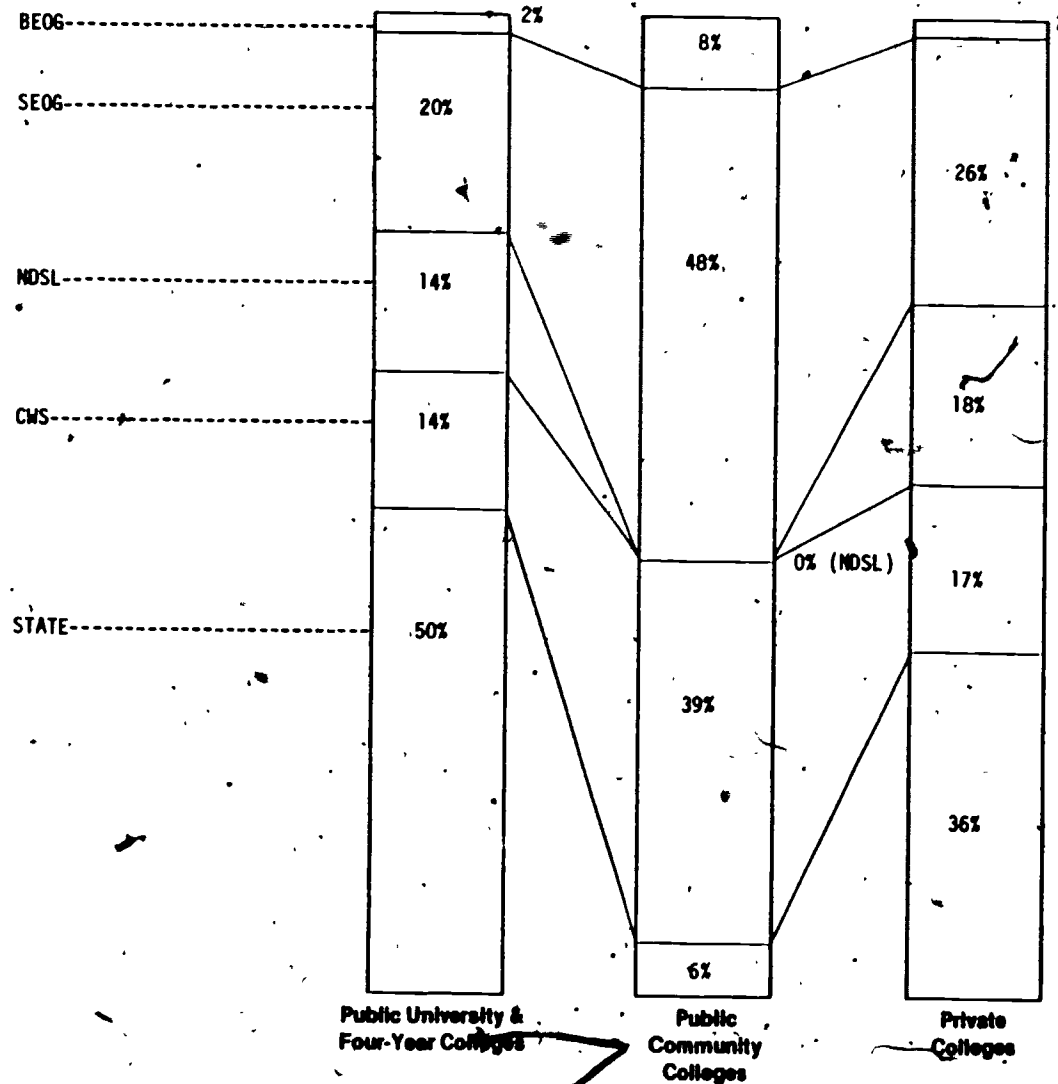 BEOG
2%
8%
SEOG
20%
26%
NDSL
14%
48%
CWS
14%
18%
0% (NDSL)
17%
STATE
50%
39%
36%
6%
Public University &
Four-Year Colleges
Public
Community
Colleges
Private
Colleges